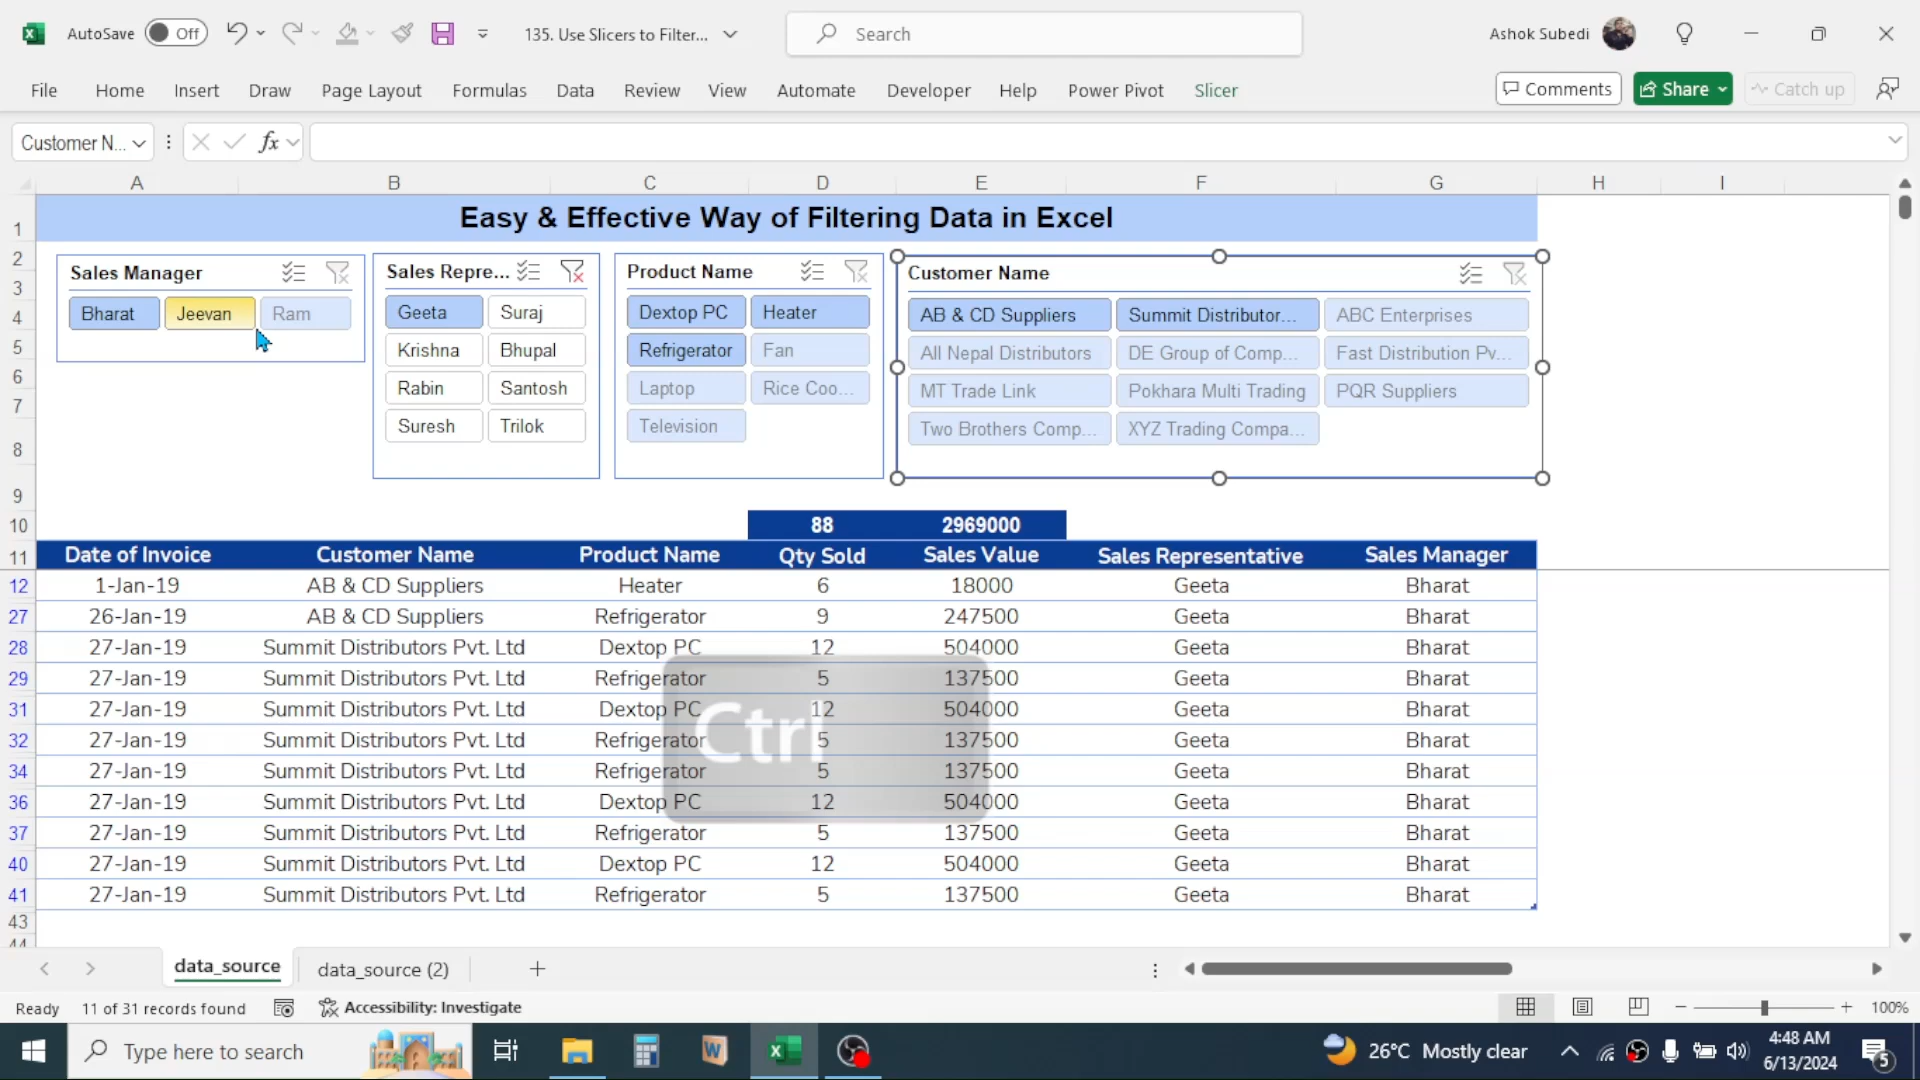 AutoSave Off 135. Use Slicers to Filter... Search Ashok Subedi
File Home Insert Draw Page Layout Formulas Data Review View Automate Developer Help Power Pivot Slicer Comments Share Catch up
Customer N... fx
A B C D E F G H I
1 Easy & Effective Way of Filtering Data in Excel
2
3
4
5
6
7
8
9
Sales Manager
Bharat Jeevan Ram
Sales Repre...
Geeta Suraj
Krishna Bhupal
Rabin Santosh
Suresh Trilok
Product Name
Dextop PC Heater
Refrigerator Fan
Laptop Rice Coo...
Television
Customer Name
AB & CD Suppliers Summit Distributor... ABC Enterprises
All Nepal Distributors DE Group of Comp... Fast Distribution Pv...
MT Trade Link Pokhara Multi Trading PQR Suppliers
Two Brothers Comp... XYZ Trading Compa...
10 88 2969000
11 Date of Invoice Customer Name Product Name Qty Sold Sales Value Sales Representative Sales Manager
12 1-Jan-19 AB & CD Suppliers Heater 6 18000 Geeta Bharat
27 26-Jan-19 AB & CD Suppliers Refrigerator 9 247500 Geeta Bharat
28 27-Jan-19 Summit Distributors Pvt. Ltd Dextop PC 12 504000 Geeta Bharat
29 27-Jan-19 Summit Distributors Pvt. Ltd Refrigerator 5 137500 Geeta Bharat
31 27-Jan-19 Summit Distributors Pvt. Ltd Dextop PC 12 504000 Geeta Bharat
32 27-Jan-19 Summit Distributors Pvt. Ltd Refrigerator 5 137500 Geeta Bharat
34 27-Jan-19 Summit Distributors Pvt. Ltd Refrigerator 5 137500 Geeta Bharat
36 27-Jan-19 Summit Distributors Pvt. Ltd Dextop PC 12 504000 Geeta Bharat
37 27-Jan-19 Summit Distributors Pvt. Ltd Refrigerator 5 137500 Geeta Bharat
40 27-Jan-19 Summit Distributors Pvt. Ltd Dextop PC 12 504000 Geeta Bharat
41 27-Jan-19 Summit Distributors Pvt. Ltd Refrigerator 5 137500 Geeta Bharat
43
44
Ctrl
data_source data_source (2)
Ready 11 of 31 records found Accessibility: Investigate 100%
Type here to search 26°C Mostly clear 4:48 AM
6/13/2024 5